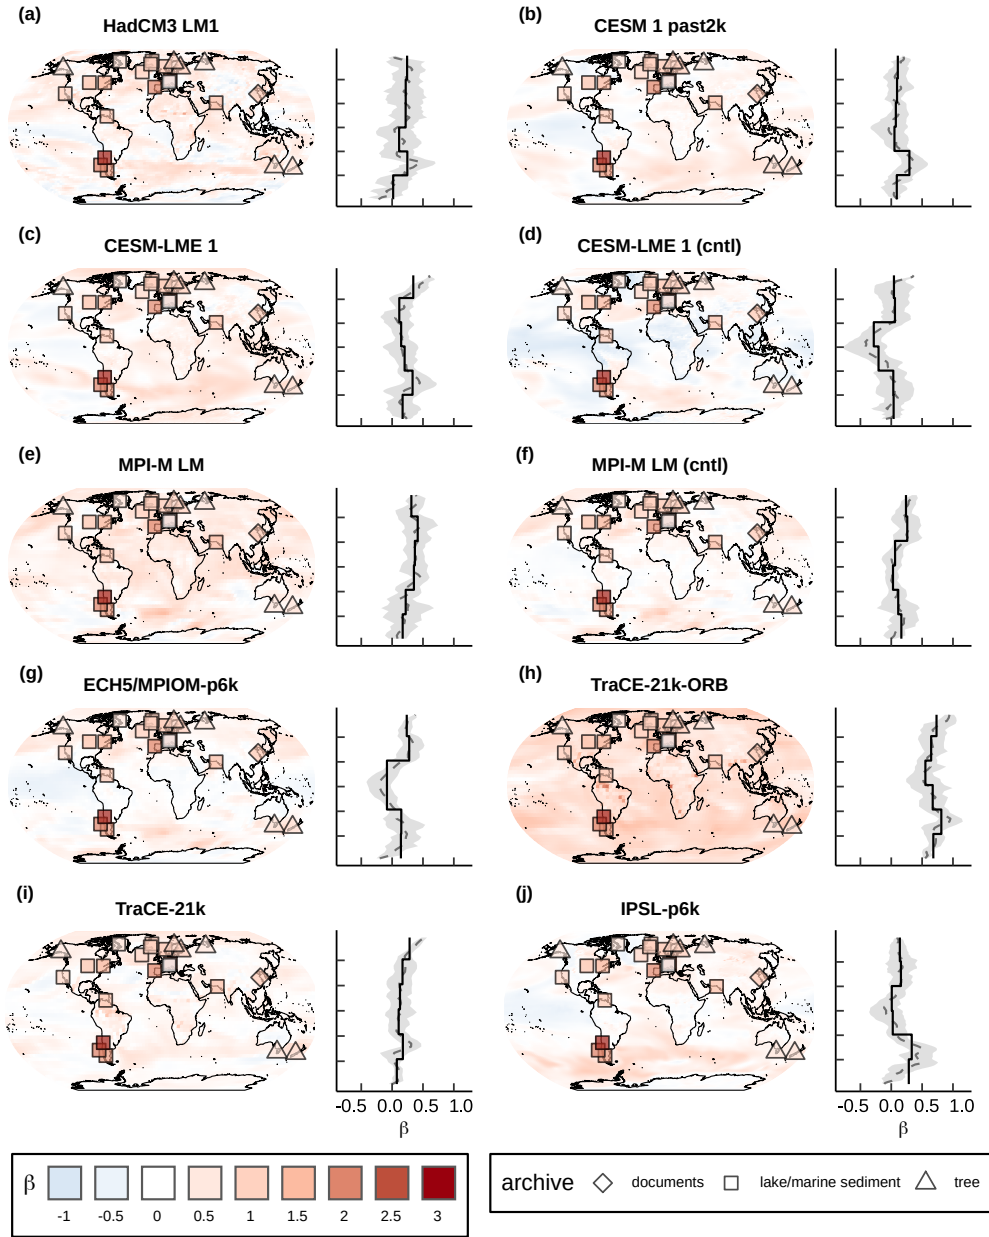 (a)
HadCM3 LM1
(b)
CESM 1 past2k
(c)
CESM-LME 1
(d)
CESM-LME 1 (cntl)
(e)
MPI-M LM
(f)
MPI-M LM (cntl)
(g)
ECH5/MPIOM-p6k
(h)
TraCE-21k-ORB
(i)
TraCE-21k
(j)
IPSL-p6k
-0.5 0.0 0.5 1.0
β
-0.5 0.0 0.5 1.0
β
β
-1 -0.5 0 0.5 1 1.5 2 2.5 3
archive documents lake/marine sediment tree